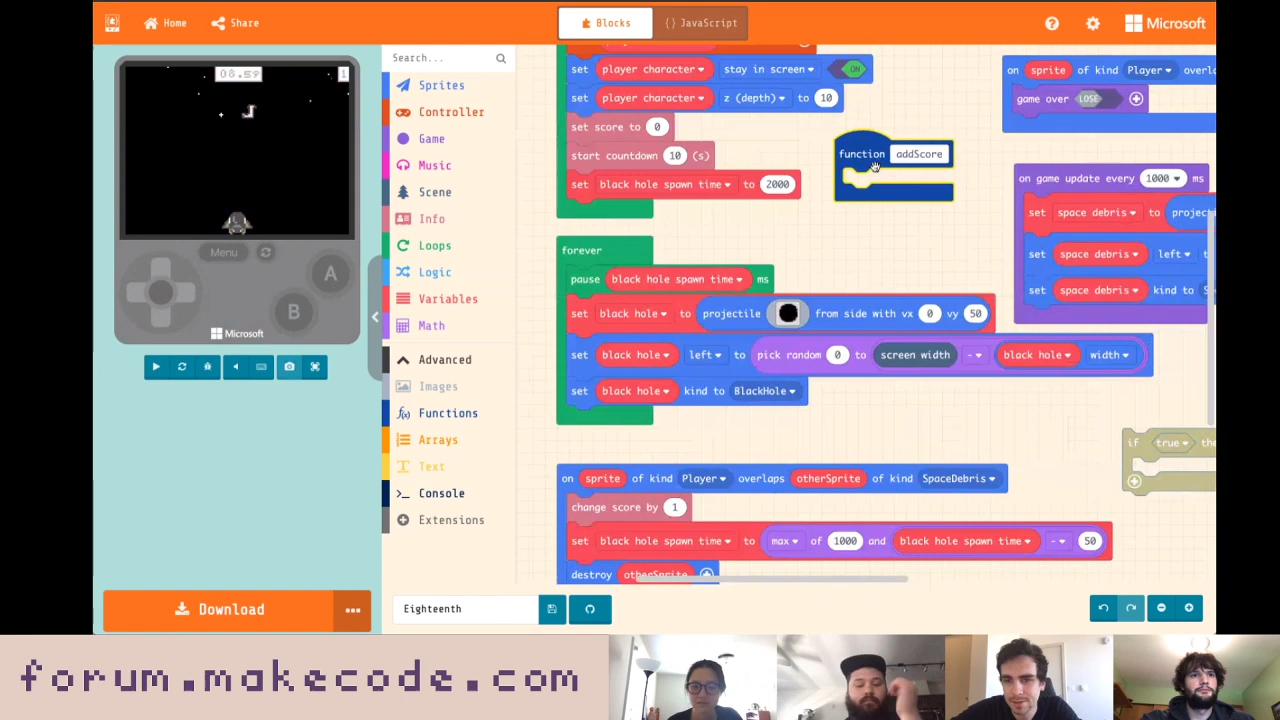 Home
Share
Blocks
{} JavaScript
Microsoft
08.59
1
Menu
A
B
Microsoft
Download
...
Search...
Sprites
Controller
Game
Music
Scene
Info
Loops
Logic
Variables
Math
Advanced
Images
Functions
Arrays
Text
Console
Extensions
set player character stay in screen ON
set player character z (depth) to 10
set score to 0
start countdown 10 (s)
set black hole spawn time to 2000
function addScore
on sprite of kind Player overl
game over LOSE
on game update every 1000 ms
set space debris to project
set space debris left t
set space debris kind to S
forever
pause black hole spawn time ms
set black hole to projectile from side with vx 0 vy 50
set black hole left to pick random 0 to screen width - black hole width
set black hole kind to BlackHole
if true the
on sprite of kind Player overlaps otherSprite of kind SpaceDebris
change score by 1
set black hole spawn time to max of 1000 and black hole spawn time - 50
destroy otherSprite
Eighteenth
forum.makecode.com